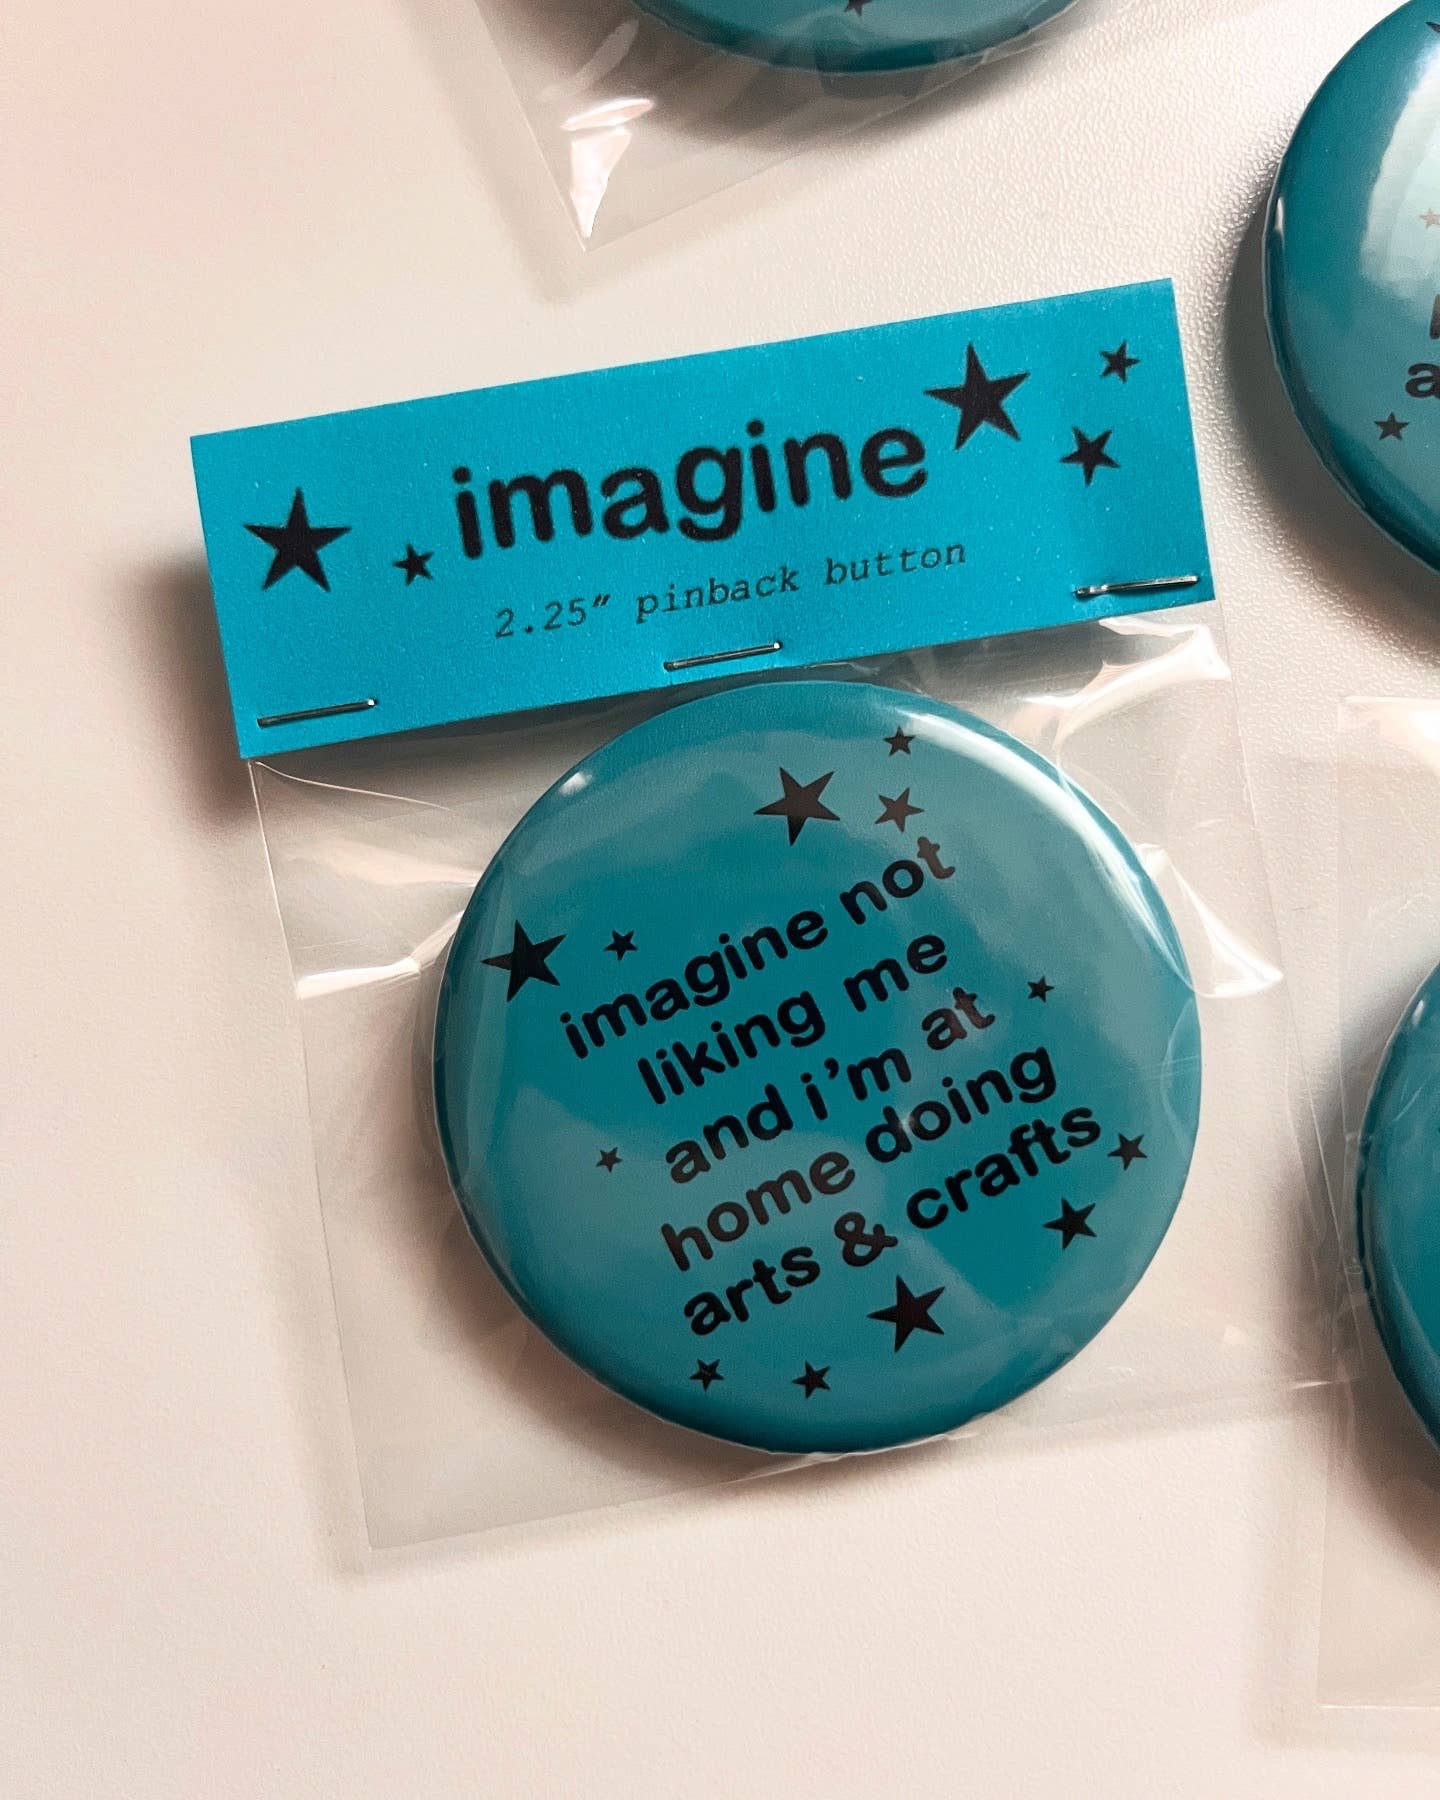 imagine
2.25" pinback button
imagine not
liking me
and i'm at
home doing
arts & crafts